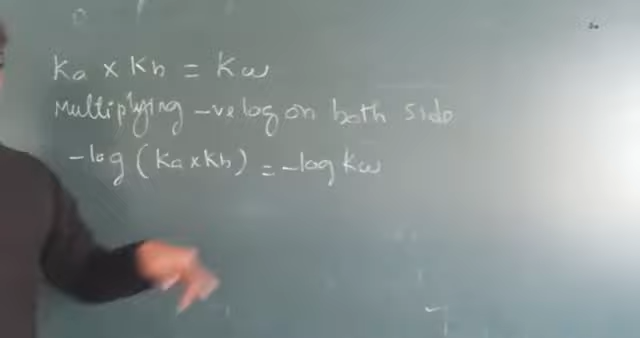 Ka × Kb = Kw
Multiplying -ve log on both side
-log (Ka × Kb) = -log Kw